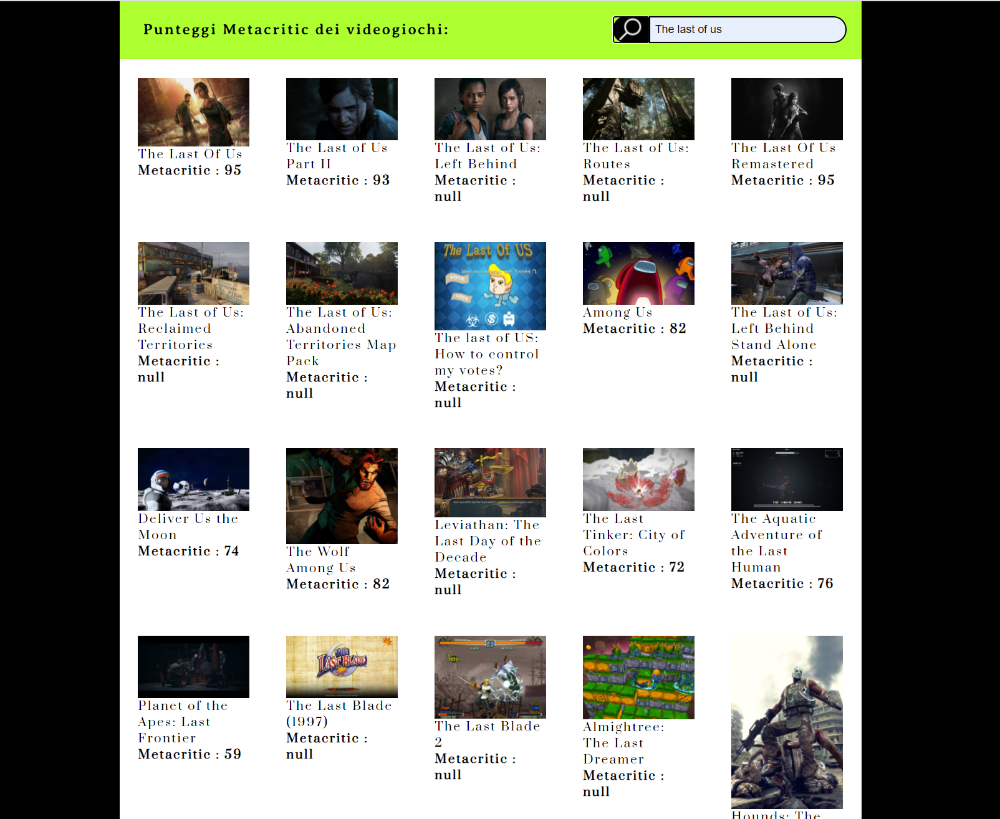 Punteggi Metacritic dei videogiochi:
The last of us
The Last Of Us
Metacritic : 95
The Last of Us
Part II
Metacritic : 93
The Last of Us:
Left Behind
Metacritic :
null
The Last of Us:
Routes
Metacritic :
null
The Last Of Us
Remastered
Metacritic : 95
The Last of Us:
Reclaimed
Territories
Metacritic :
null
The Last of Us:
Abandoned
Territories Map
Pack
Metacritic :
null
The Last Of US
How to control my Votes ?
VOTE
VOTE
The last of US:
How to control
my votes?
Metacritic :
null
Among Us
Metacritic : 82
The Last of Us:
Left Behind
Stand Alone
Metacritic :
null
Deliver Us the
Moon
Metacritic : 74
The Wolf
Among Us
Metacritic : 82
Leviathan: The
Last Day of the
Decade
Metacritic :
null
The Last
Tinker: City of
Colors
Metacritic : 72
The Aquatic
Adventure of
the Last
Human
Metacritic : 76
Planet of the
Apes: Last
Frontier
Metacritic : 59
THE
LAST BLADE
The Last Blade
(1997)
Metacritic :
null
The Last Blade
2
Metacritic :
null
Almightree:
The Last
Dreamer
Metacritic :
null
Hounds: The